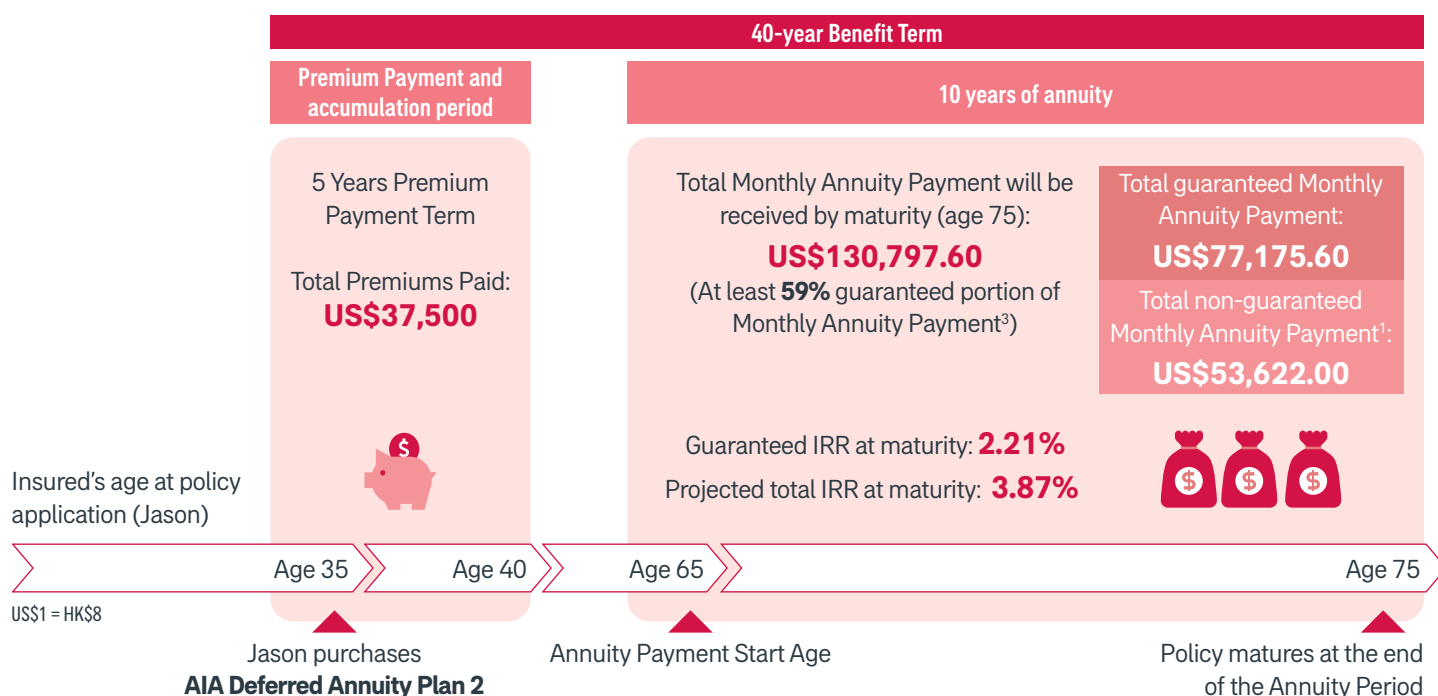 40-year Benefit Term
Premium Payment and
accumulation period
10 years of annuity
5 Years Premium
Payment Term
Total Premiums Paid:
US$37,500
Total Monthly Annuity Payment will be
received by maturity (age 75):
US$130,797.60
(At least 59% guaranteed portion of
Monthly Annuity Payment³)
Total guaranteed Monthly
Annuity Payment:
US$77,175.60
Total non-guaranteed
Monthly Annuity Payment¹:
US$53,622.00
$
Guaranteed IRR at maturity: 2.21%
Projected total IRR at maturity: 3.87%
$ $ $
Insured's age at policy
application (Jason)
Age 35
Age 40
Age 65
Age 75
US$1 = HK$8
Jason purchases
AIA Deferred Annuity Plan 2
Annuity Payment Start Age
Policy matures at the end
of the Annuity Period